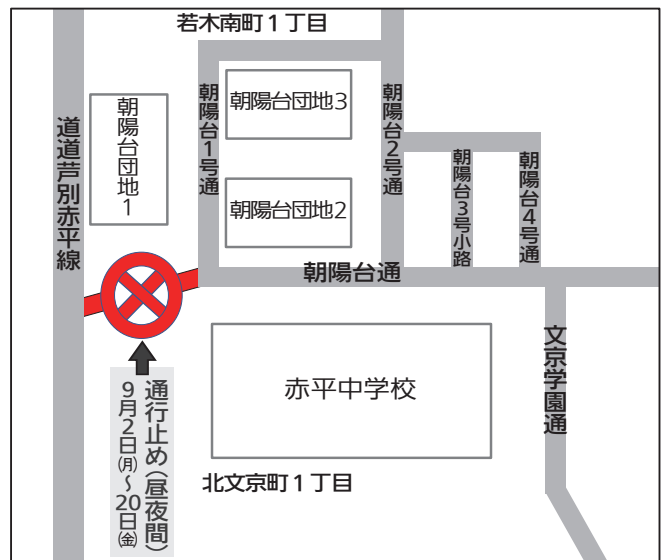 若木南町1丁目
道道芦別赤平線
朝陽台団地1
朝陽台1号通
朝陽台団地3
朝陽台団地2
朝陽台2号通
朝陽台3号小路
朝陽台4号通
朝陽台通
赤平中学校
文京学園通
通行止め(昼夜間)
9月2日(月)~20日(金)
北文京町1丁目